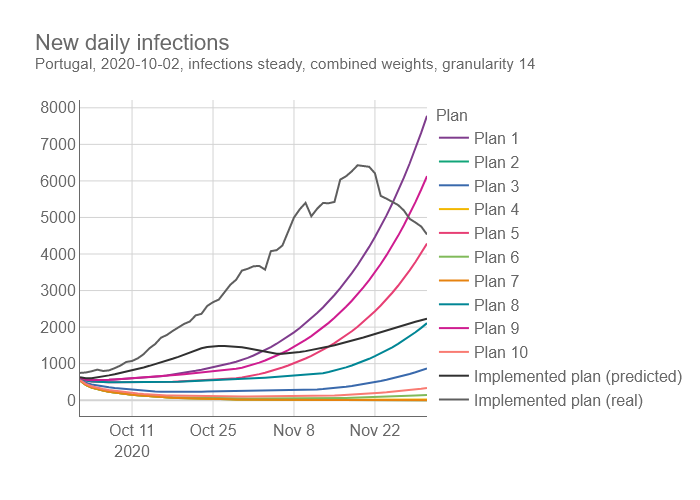 New daily infections
Portugal, 2020-10-02, infections steady, combined weights, granularity 14
8000
7000
6000
5000
4000
3000
2000
1000
0
Oct 11
2020
Oct 25
Nov 8
Nov 22
Plan
Plan 1
Plan 2
Plan 3
Plan 4
Plan 5
Plan 6
Plan 7
Plan 8
Plan 9
Plan 10
Implemented plan (predicted)
Implemented plan (real)